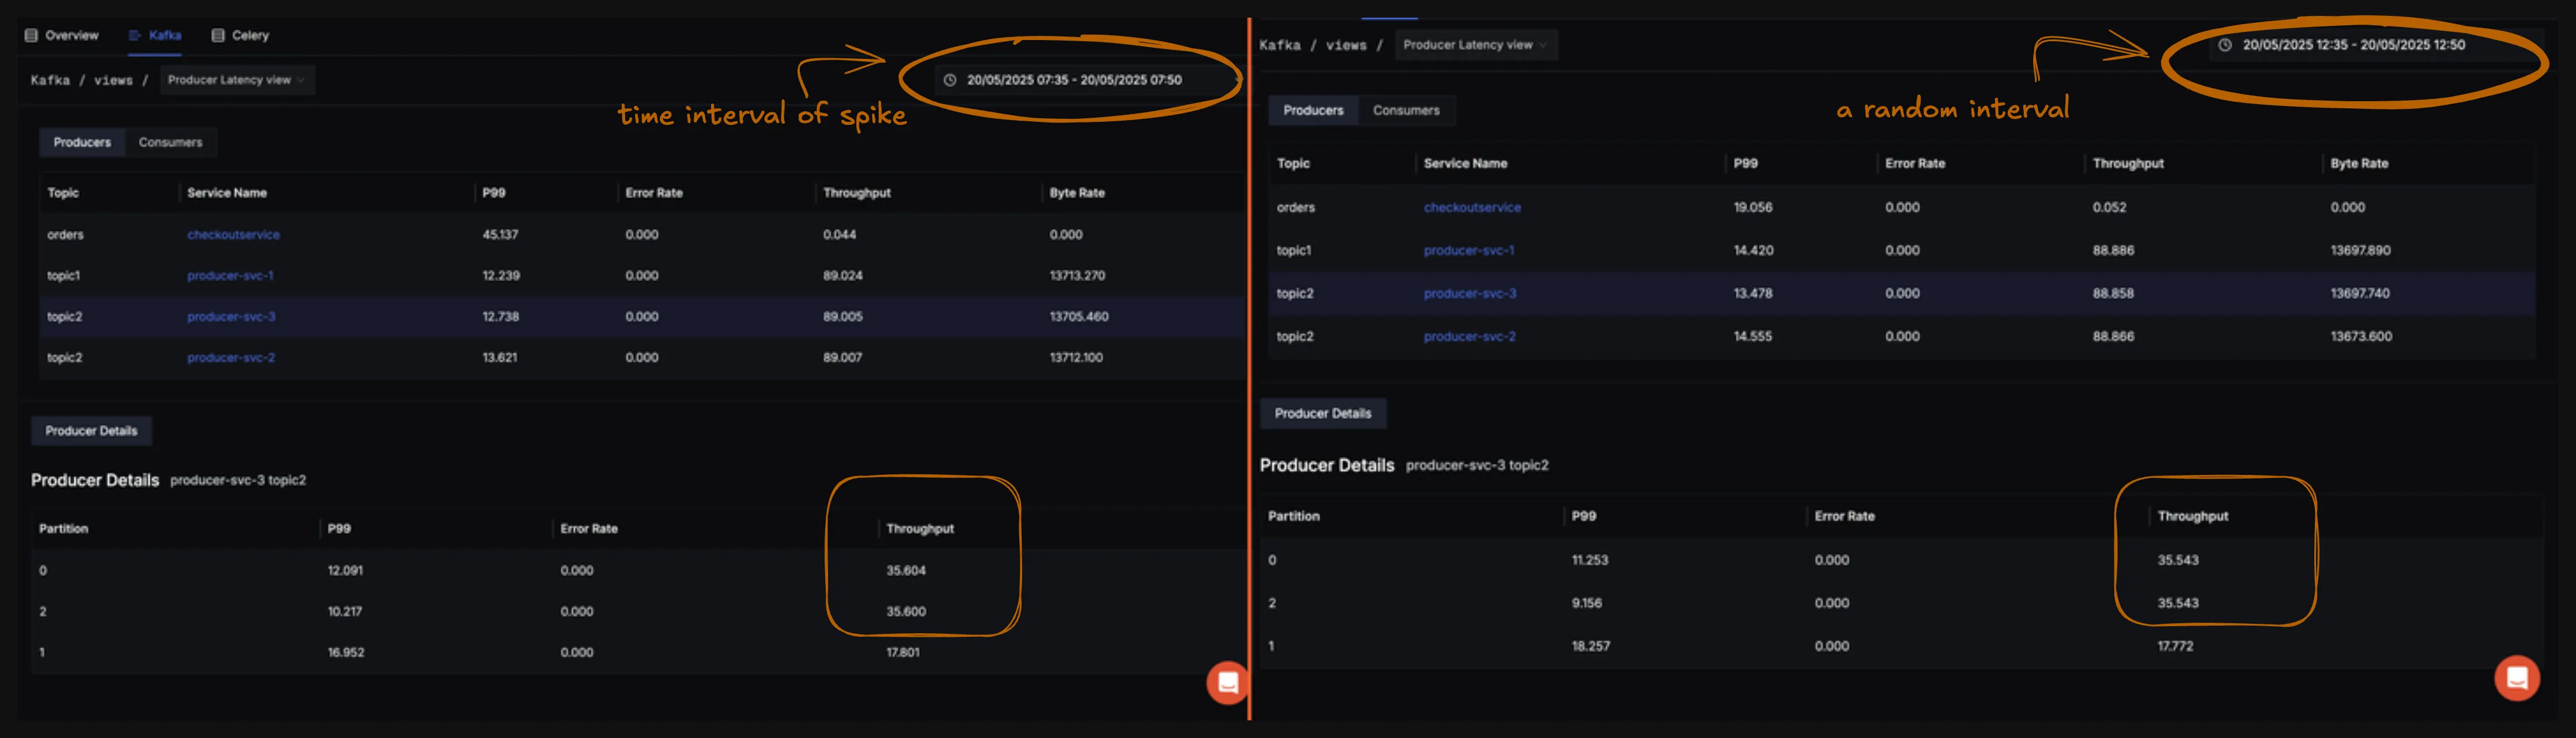 Overview Kafka Celery
Kafka / views / Producer Latency view
20/05/2025 07:35 - 20/05/2025 07:50
time interval of spike
Producers Consumers
Topic Service Name P99 Error Rate Throughput Byte Rate
orders checkoutservice 45.137 0.000 0.044 0.000
topic1 producer-svc-1 12.239 0.000 89.024 13713.270
topic2 producer-svc-3 12.738 0.000 89.005 13705.460
topic2 producer-svc-2 13.621 0.000 89.007 13712.100
Producer Details
Producer Details producer-svc-3 topic2
Partition P99 Error Rate Throughput
0 12.091 0.000 35.604
2 10.217 0.000 35.600
1 16.952 0.000 17.801
Kafka / views / Producer Latency view
20/05/2025 12:35 - 20/05/2025 12:50
a random interval
Producers Consumers
Topic Service Name P99 Error Rate Throughput Byte Rate
orders checkoutservice 19.056 0.000 0.052 0.000
topic1 producer-svc-1 14.420 0.000 88.886 13697.890
topic2 producer-svc-3 13.478 0.000 88.858 13697.740
topic2 producer-svc-2 14.555 0.000 88.866 13673.600
Producer Details
Producer Details producer-svc-3 topic2
Partition P99 Error Rate Throughput
0 11.253 0.000 35.543
2 9.156 0.000 35.543
1 18.257 0.000 17.772